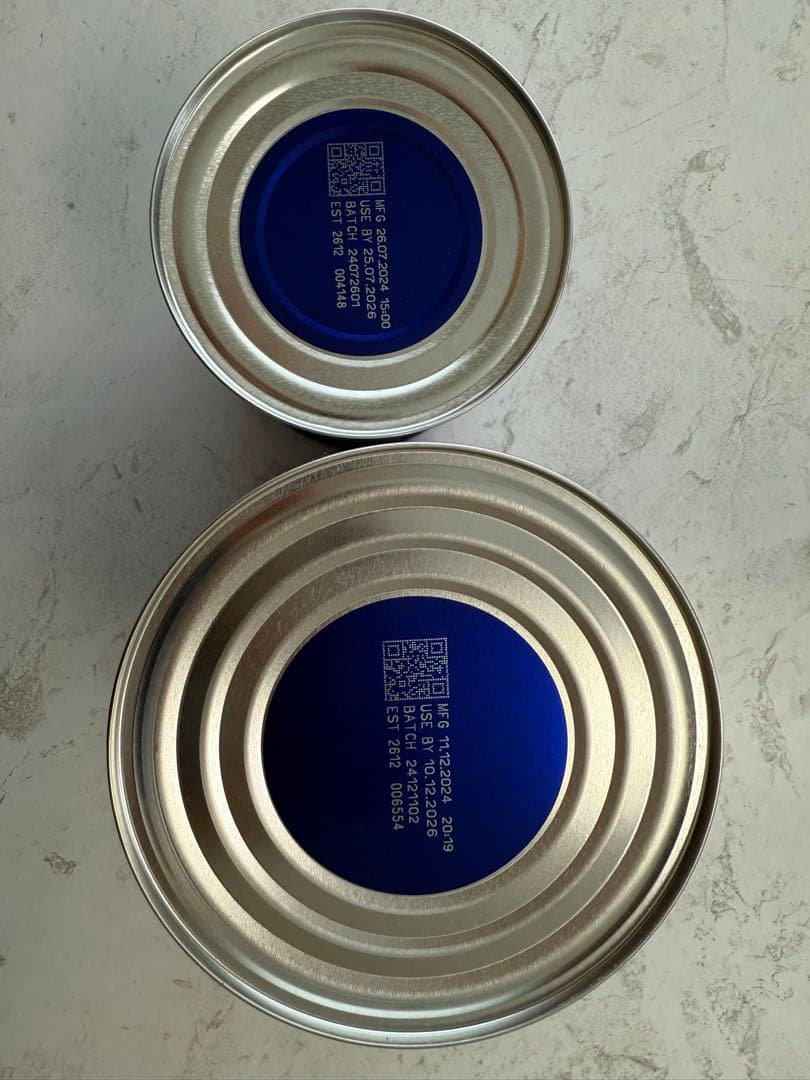 MFG 26.07.2024 15:00
USE BY 25.07.2026
BATCH 24072601
EST 2612 004148
MFG 11.12.2024 20:19
USE BY 10.12.2026
BATCH 24121102
EST 2612 006554